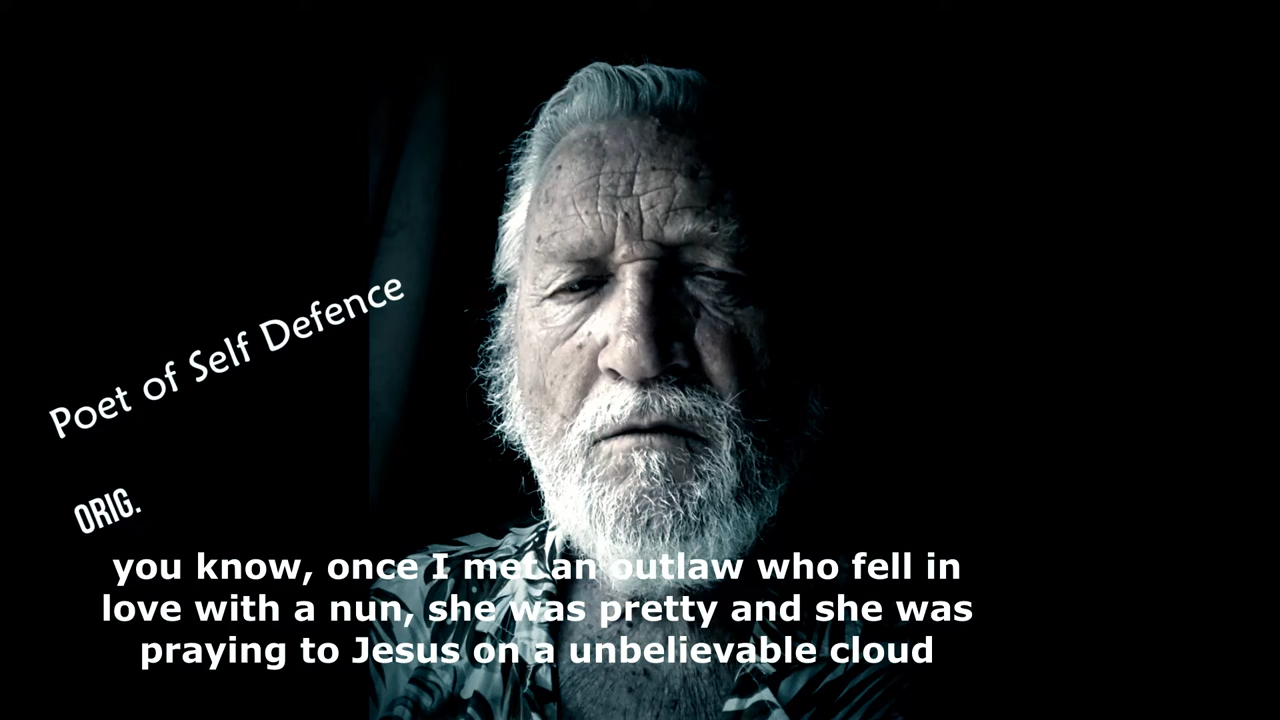 Poet of Self Defence
ORIG.
you know, once I met an outlaw who fell in
love with a nun, she was pretty and she was
praying to Jesus on a unbelievable cloud